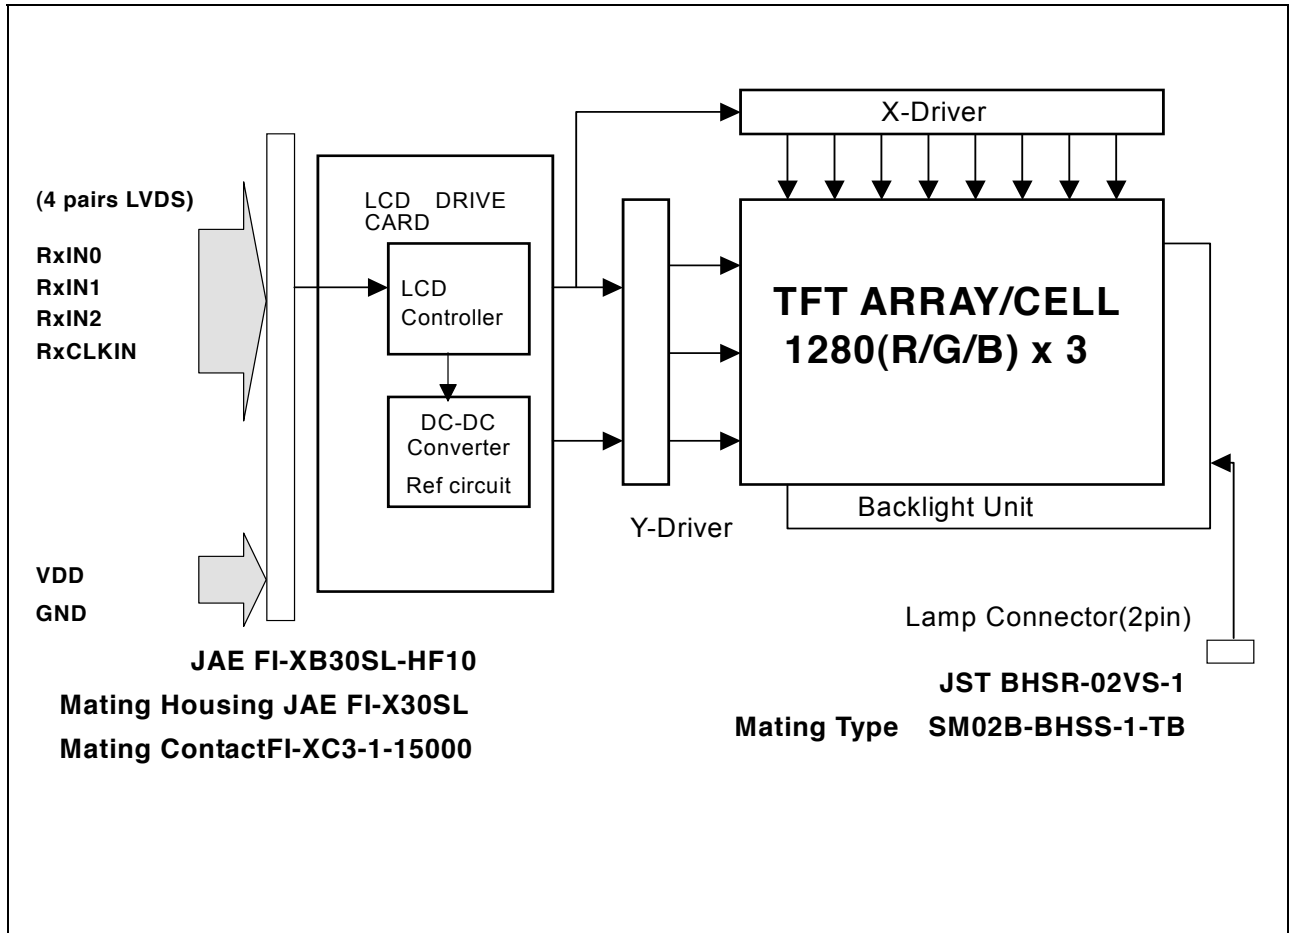 X-Driver
(4 pairs LVDS)
RxIN0
RxIN1
RxIN2
RxCLKIN
LCD DRIVE
CARD
LCD
Controller
DC-DC
Converter
Ref circuit
TFT ARRAY/CELL
1280(R/G/B) x 3
Backlight Unit
Y-Driver
VDD
GND
Lamp Connector(2pin)
JAE FI-XB30SL-HF10
Mating Housing JAE FI-X30SL
Mating ContactFI-XC3-1-15000
JST BHSR-02VS-1
Mating Type SM02B-BHSS-1-TB